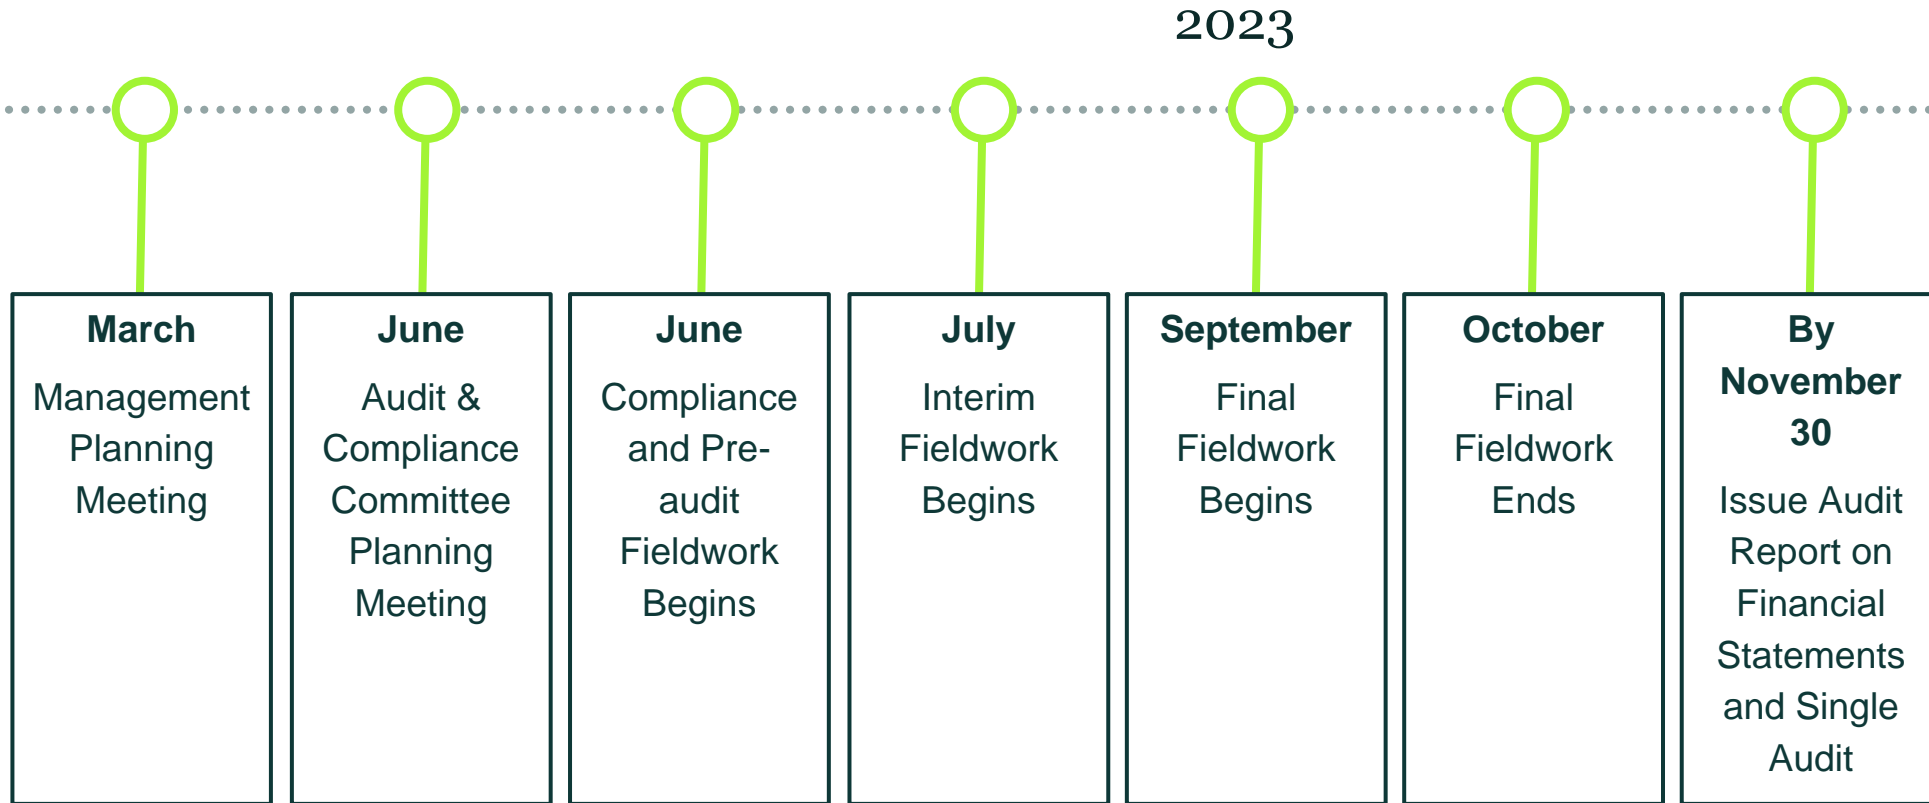 2023
March
Management
Planning
Meeting
June
Audit &
Compliance
Committee
Planning
Meeting
June
Compliance
and Pre-
audit
Fieldwork
Begins
July
Interim
Fieldwork
Begins
September
Final
Fieldwork
Begins
October
Final
Fieldwork
Ends
By
November
30
Issue Audit
Report on
Financial
Statements
and Single
Audit